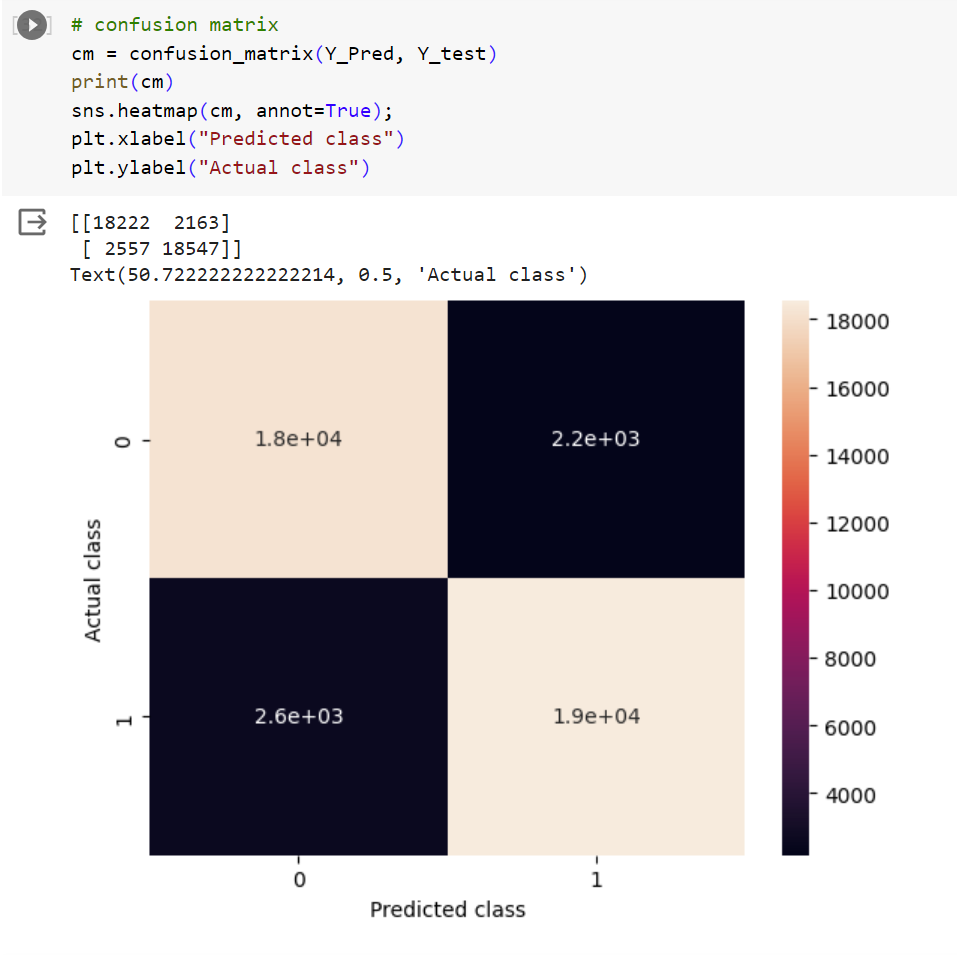 # confusion matrix
cm = confusion_matrix(Y_Pred, Y_test)
print(cm)
sns.heatmap(cm, annot=True);
plt.xlabel("Predicted class")
plt.ylabel("Actual class")
[[18222  2163]
 [ 2557 18547]]
Text(50.722222222222214, 0.5, 'Actual class')
18000
16000
14000
12000
10000
8000
6000
4000
1.8e+04
2.2e+03
2.6e+03
1.9e+04
0
1
Actual class
0
1
Predicted class